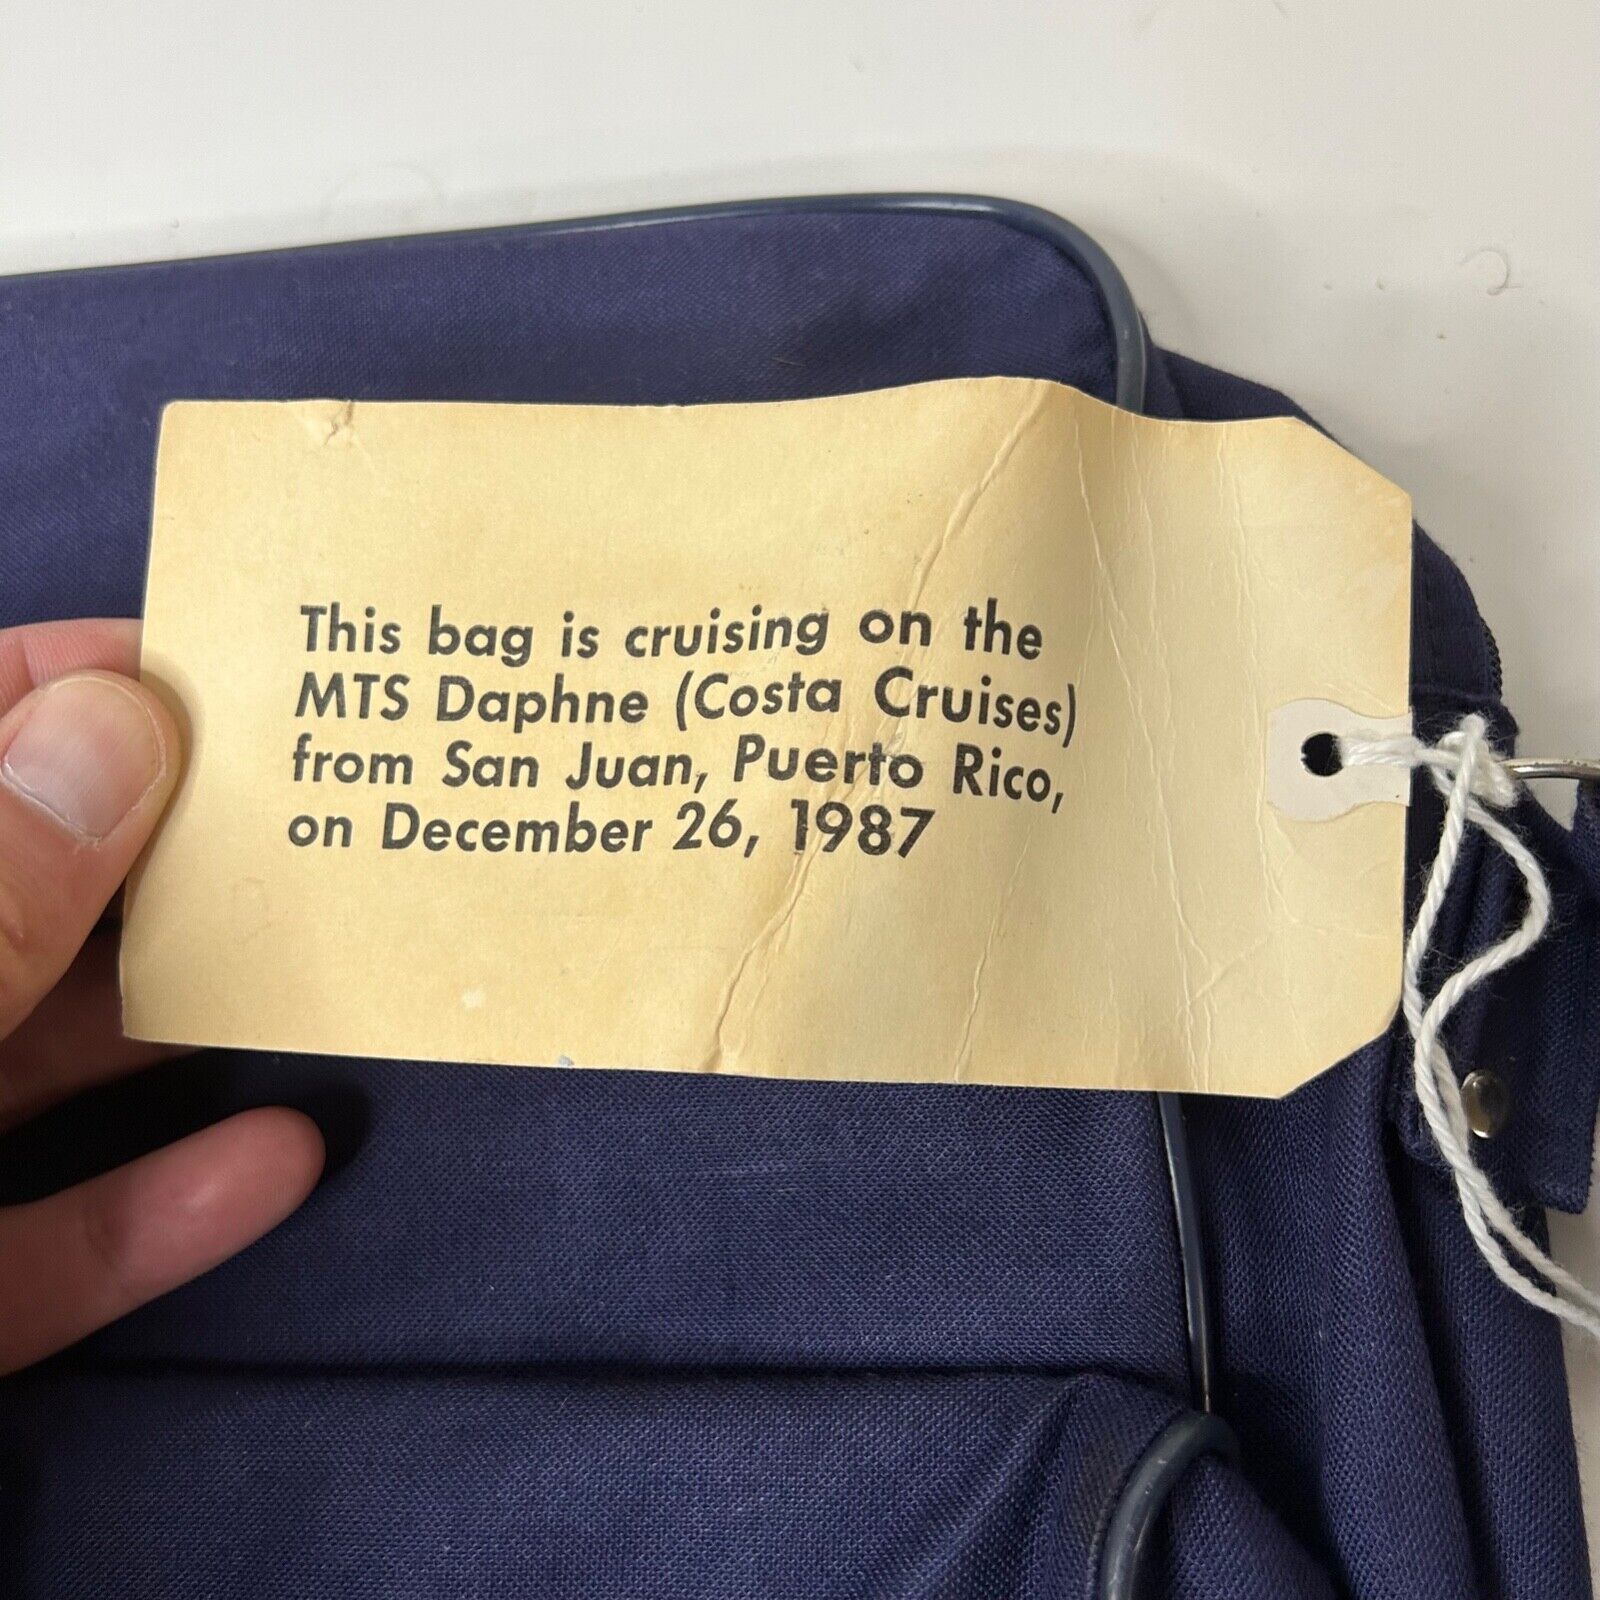 This bag is cruising on the
MTS Daphne (Costa Cruises)
from San Juan, Puerto Rico,
on December 26, 1987